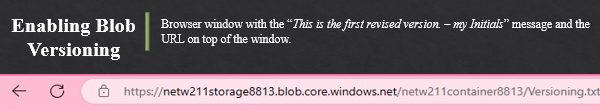 Enabling Blob
Versioning
Browser window with the “This is the first revised version. – my Initials” message and the
URL on top of the window.
https://netw211storage8813.blob.core.windows.net/netw211container8813/Versioning.txt